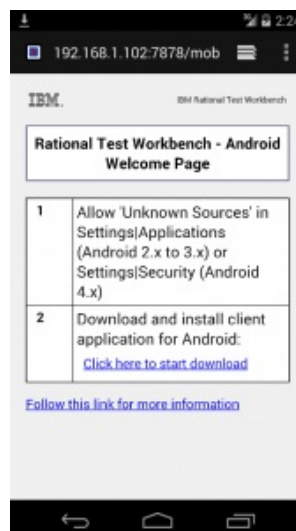 2:24
192.168.1.102:7878/mob
IBM.
IBM Rational Test Workbench
Rational Test Workbench - Android
Welcome Page
1
Allow 'Unknown Sources' in
Settings|Applications
(Android 2.x to 3.x) or
Settings|Security (Android
4.x)
2
Download and install client
application for Android:
Click here to start download
Follow this link for more information